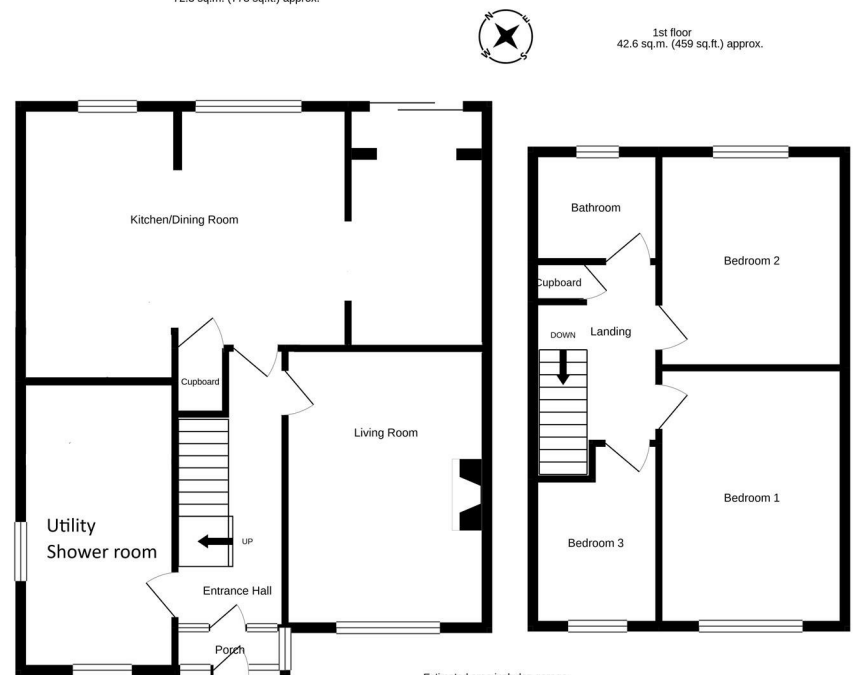 N
E
W
S
1st floor
42.6 sq.m. (459 sq.ft.) approx.
Kitchen/Dining Room
Bathroom
Bedroom 2
Cupboard
DOWN
Landing
Cupboard
Living Room
Bedroom 1
Utility
Shower room
UP
Bedroom 3
Entrance Hall
Porch